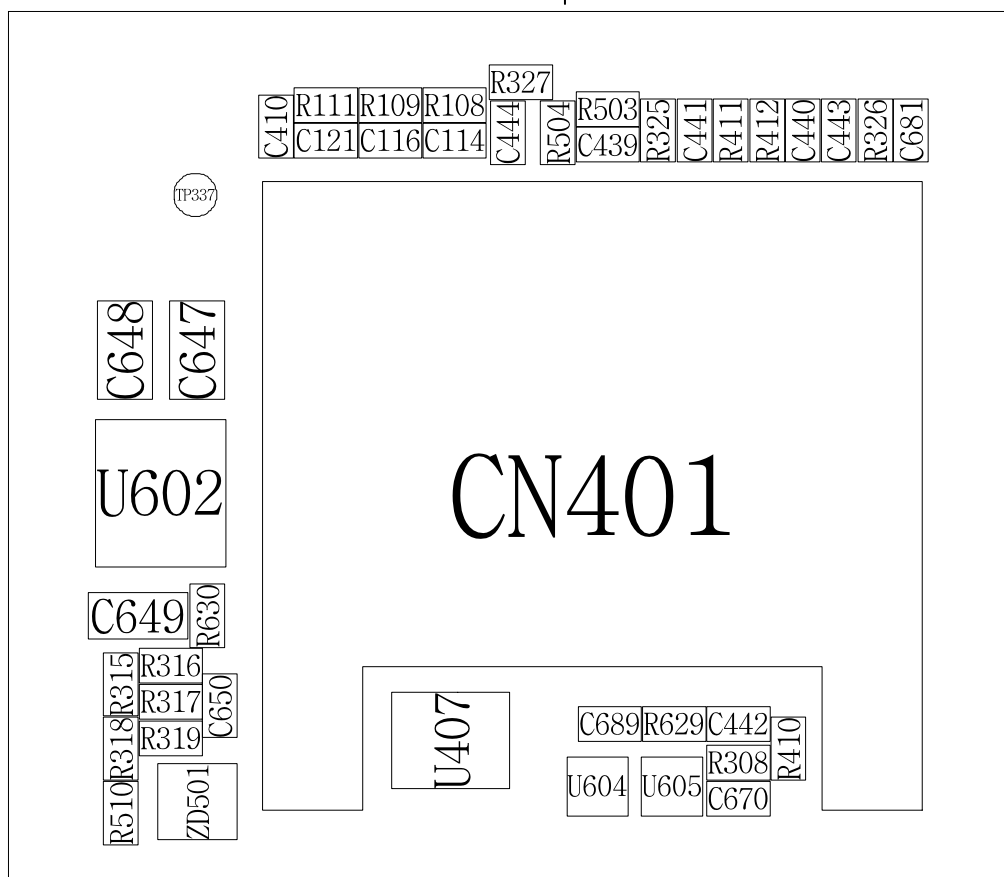 R327
C410
R111 R109 R108
C121 C116 C114
C444
R504
R503
C439
R325
C441
R411
R412
C440
C443
R326
C681
TP337
C648
C647
U602
CN401
C649
R630
R315
R316
R317
C650
R318
R319
R510
ZD501
U407
C689 R629 C442
R410
R308
U604
U605
C670